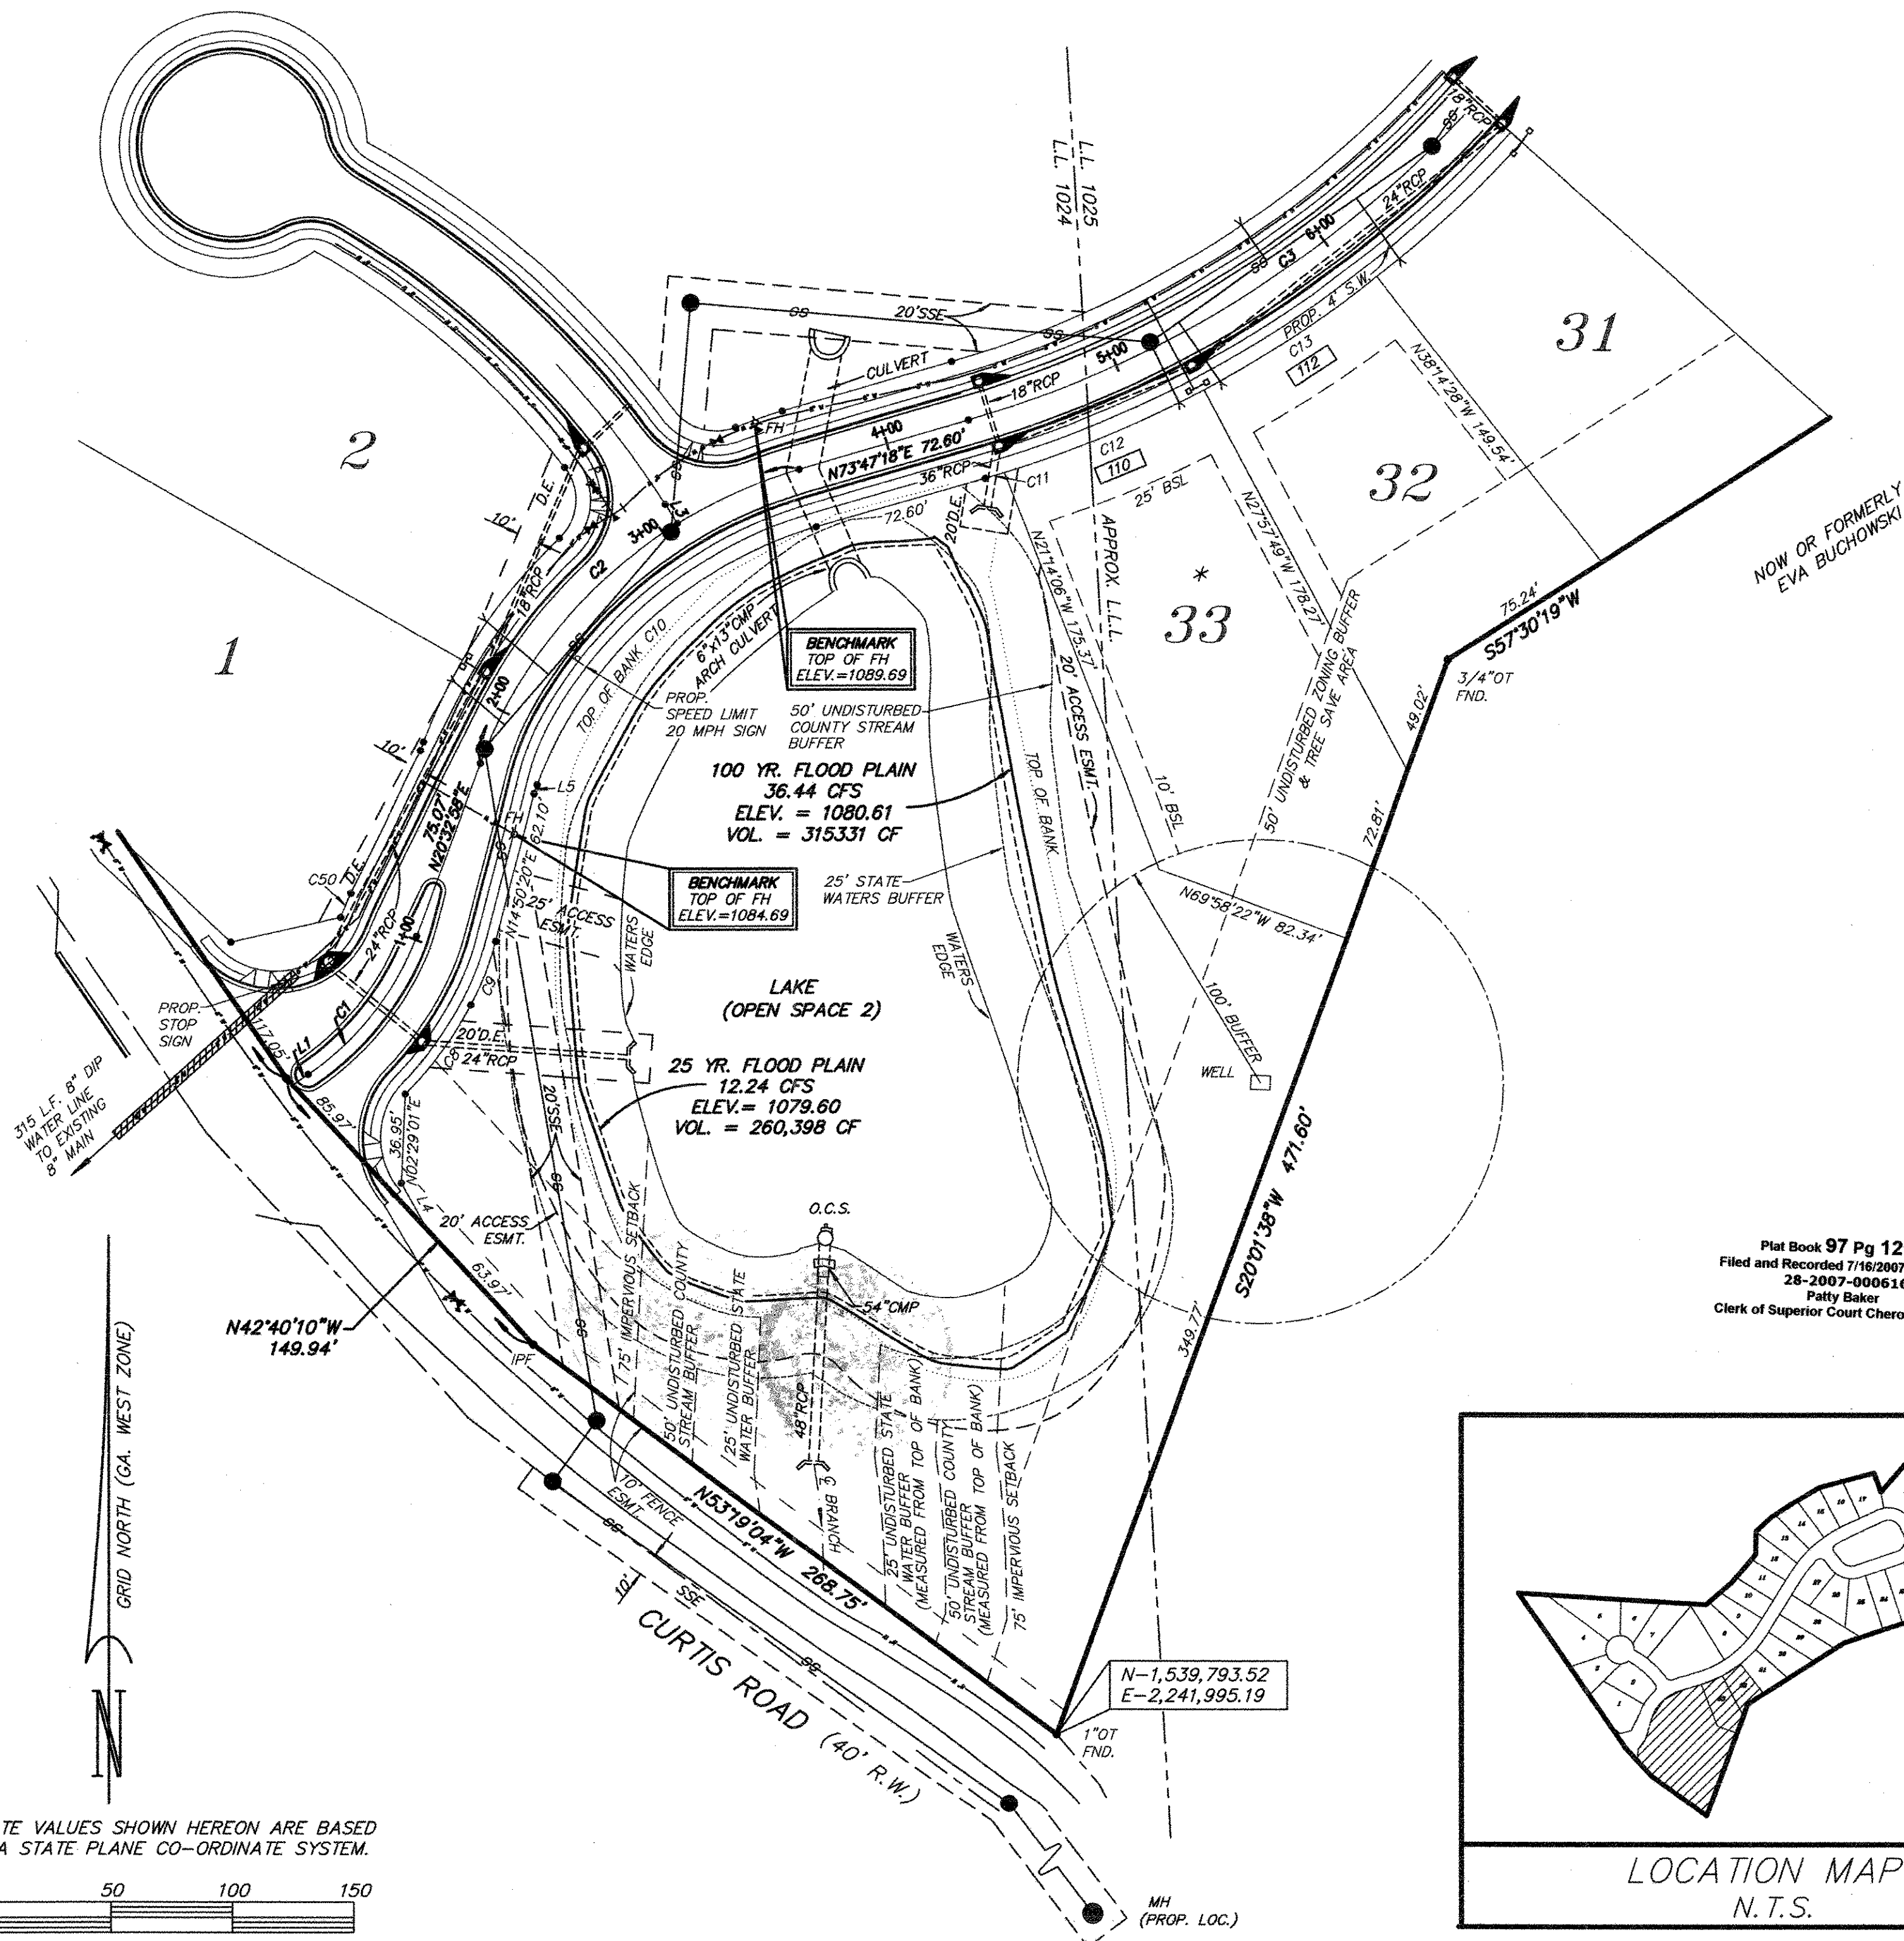 L.L. 1025
L.L. 1024
18"RCP
SS
24"RCP
6+00
C3
SS
PROP. 4' S.W.
C13
112
31
N38°14'28"W 149.54'
20'SSE
SS
SS
CULVERT
5+00
18"RCP
FH
4+00
N73°47'18"E 72.60'
36"RCP
C11
C12
110
25' BSL
32
2
D.E.
10'
SS
L3
3+00
C2
18"RCP
72.60'
20'D.E.
N21°14'06"W 175.37'
APPROX. L.L.L.
N27°57'49"W 178.27'
*
33
NOW OR FORMERLY
EVA BUCHOWSKI
75.24'
S57°30'19"W
3/4"OT
FND.
49.02'
1
SS
TOP OF BANK C10
6"x13"CMP
ARCH CULVERT
BENCHMARK
TOP OF FH
ELEV.=1089.69
2+00
PROP.
SPEED LIMIT
20 MPH SIGN
50' UNDISTURBED
COUNTY STREAM
BUFFER
20' ACCESS ESMT.
50' UNDISTURBED ZONING BUFFER
& TREE SAVE AREA
10'
L5
100 YR. FLOOD PLAIN
36.44 CFS
ELEV. = 1080.61
VOL. = 315331 CF
TOP OF BANK
10' BSL
72.81'
75.07'
N20°32'58"E
FH
SS
N14°50'20"E 62.10'
BENCHMARK
TOP OF FH
ELEV.=1084.69
25' STATE
WATERS BUFFER
C50
D.E.
25' ACCESS
ESMT.
N69°58'22"W 82.34'
24"RCP
1+00
WATERS
EDGE
WATERS
EDGE
C9
LAKE
(OPEN SPACE 2)
100' BUFFER
PROP.
STOP
SIGN
117.05'
L1
C1
C8
20'D.E.
24"RCP
25 YR. FLOOD PLAIN
12.24 CFS
ELEV.= 1079.60
VOL. = 260,398 CF
WELL
315 L.F. 8" DIP
WATER LINE
TO EXISTING
8" MAIN
85.97'
36.95'
N02°29'01"E
L4
20'SSE
SS
S20°01'38"W 471.60'
20' ACCESS
ESMT.
O.C.S.
63.97'
54"CMP
349.77'
N42°40'10"W
149.94'
IPF
SS
75' IMPERVIOUS SETBACK
50' UNDISTURBED COUNTY
STREAM BUFFER
25' UNDISTURBED STATE
WATER BUFFER
48"RCP
25' UNDISTURBED STATE
WATER BUFFER
(MEASURED FROM TOP OF BANK)
50' UNDISTURBED COUNTY
STREAM BUFFER
(MEASURED FROM TOP OF BANK)
75' IMPERVIOUS SETBACK
BRANCH
10' FENCE
ESMT.
N53°19'04"W 268.75'
SS
10'
SSE
SS
CURTIS ROAD (40' R.W.)
N-1,539,793.52
E-2,241,995.19
1"OT
FND.
MH
(PROP. LOC.)
GRID NORTH (GA. WEST ZONE)
N
TE VALUES SHOWN HEREON ARE BASED
A STATE PLANE CO-ORDINATE SYSTEM.
50 100 150
Plat Book 97 Pg 12
Filed and Recorded 7/16/2007
28-2007-000616
Patty Baker
Clerk of Superior Court Chero
LOCATION MAP
N.T.S.